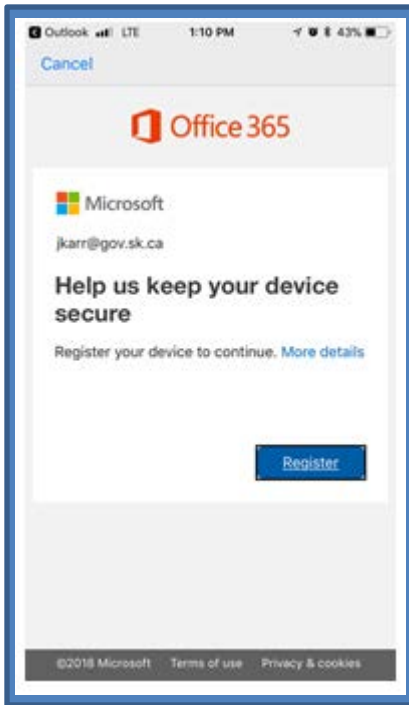 Outlook LTE 1:10 PM 43%
Cancel
Office 365
Microsoft
jkarr@gov.sk.ca
Help us keep your device
secure
Register your device to continue. More details
Register
©2018 Microsoft Terms of use Privacy & cookies